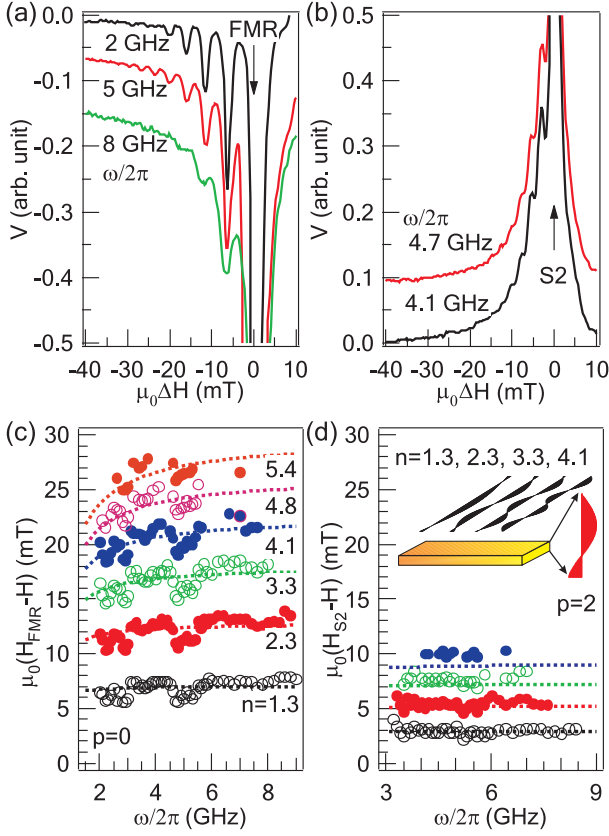 (a)
0.0
-0.1
-0.2
-0.3
-0.4
-0.5
V (arb. unit)
FMR
2 GHz
5 GHz
8 GHz
ω/2π
-40 -30 -20 -10 0 10
μ₀ΔH (mT)
(b)
0.5
0.4
0.3
0.2
0.1
0.0
V (arb. unit)
ω/2π
4.7 GHz
S2
4.1 GHz
-40 -30 -20 -10 0 10
μ₀ΔH (mT)
(c)
30
25
20
15
10
5
0
μ₀(H_FMR-H) (mT)
5.4
4.8
4.1
3.3
2.3
n=1.3
p=0
2 4 6 8
ω/2π (GHz)
(d)
30
25
20
15
10
5
0
μ₀(H_S2-H) (mT)
n=1.3, 2.3, 3.3, 4.1
p=2
3 5 7 9
ω/2π (GHz)